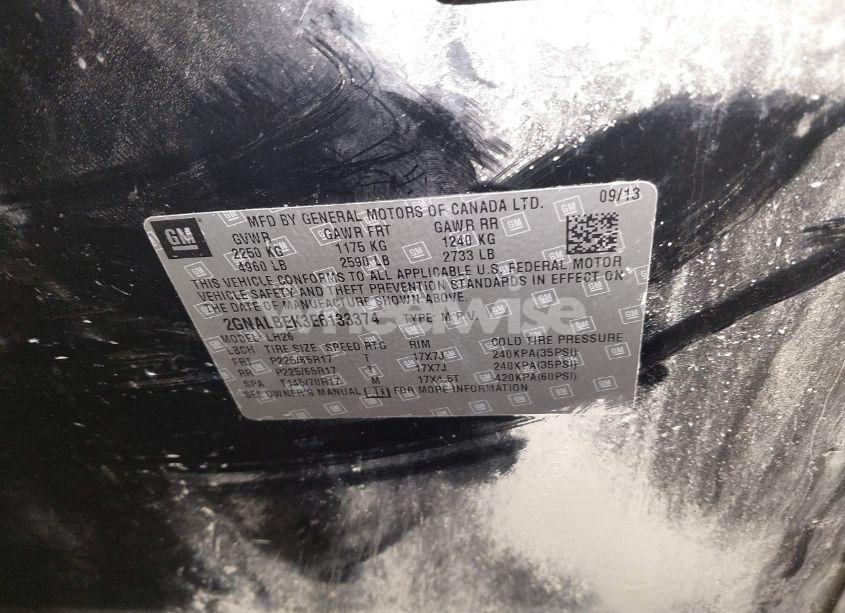 GM
MFD BY GENERAL MOTORS OF CANADA LTD. 09/13
GVWR GAWR FRT GAWR RR
2250 KG 1175 KG 1240 KG
4960 LB 2590 LB 2733 LB
THIS VEHICLE CONFORMS TO ALL APPLICABLE U.S. FEDERAL MOTOR
VEHICLE SAFETY AND THEFT PREVENTION STANDARDS IN EFFECT ON
THE DATE OF MANUFACTURE SHOWN ABOVE.
2GNALBEK3E6133374 TYPE: M.P.V.
MODEL: LH26
LBCH TIRE SIZE SPEED RTG RIM COLD TIRE PRESSURE
FRT P225/65R17 T 17X7J 240KPA(35PSI)
RR P225/65R17 T 17X7J 240KPA(35PSI)
SPA T145/70R17 M 17X4.5T 420KPA(60PSI)
SEE OWNER'S MANUAL FOR MORE INFORMATION.